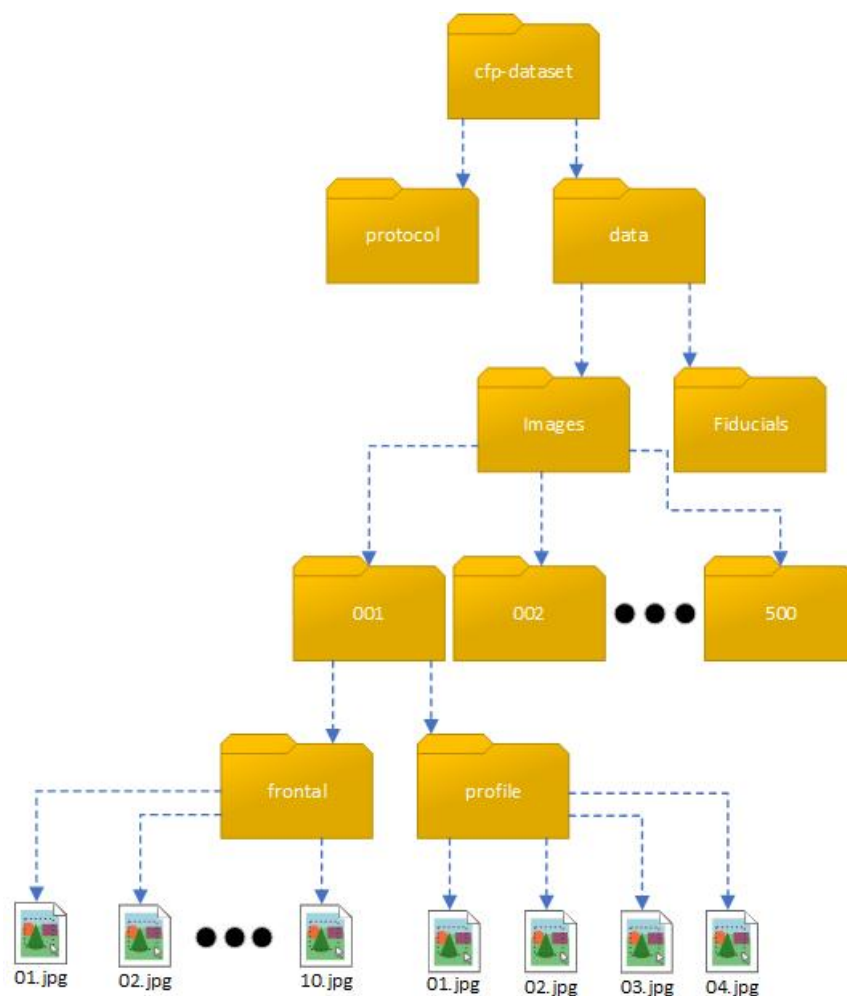 cfp-dataset
protocol
data
Images
Fiducials
001
002
500
frontal
profile
01.jpg
02.jpg
10.jpg
01.jpg
02.jpg
03.jpg
04.jpg